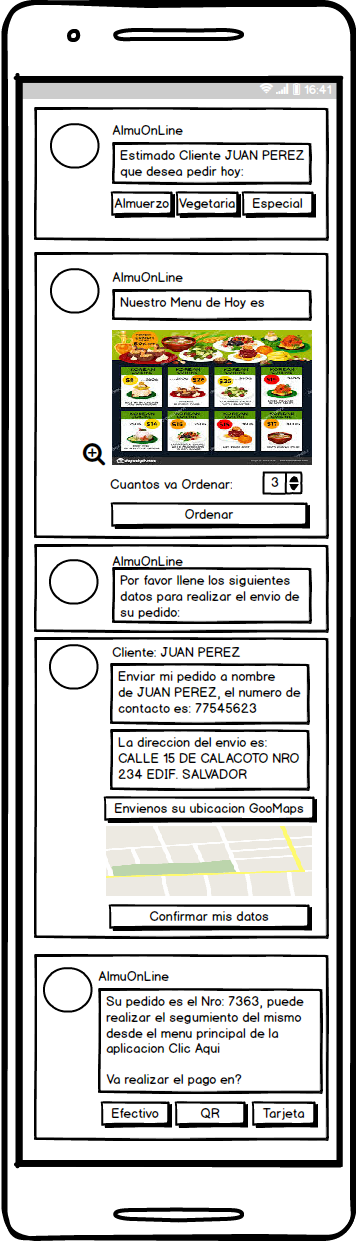 16:41
AlmuOnLine
Estimado Cliente JUAN PEREZ
que desea pedir hoy:
Almuerzo Vegetaria Especial
AlmuOnLine
Nuestro Menu de Hoy es
Cuantos va Ordenar: 3
Ordenar
AlmuOnLine
Por favor llene los siguientes
datos para realizar el envio de
su pedido:
Cliente: JUAN PEREZ
Enviar mi pedido a nombre
de JUAN PEREZ, el numero de
contacto es: 77545623
La direccion del envio es:
CALLE 15 DE CALACOTO NRO
234 EDIF. SALVADOR
Envienos su ubicacion GooMaps
Confirmar mis datos
AlmuOnLine
Su pedido es el Nro: 7363, puede
realizar el segumiento del mismo
desde el menu principal de la
aplicacion Clic Aqui
Va realizar el pago en?
Efectivo QR Tarjeta